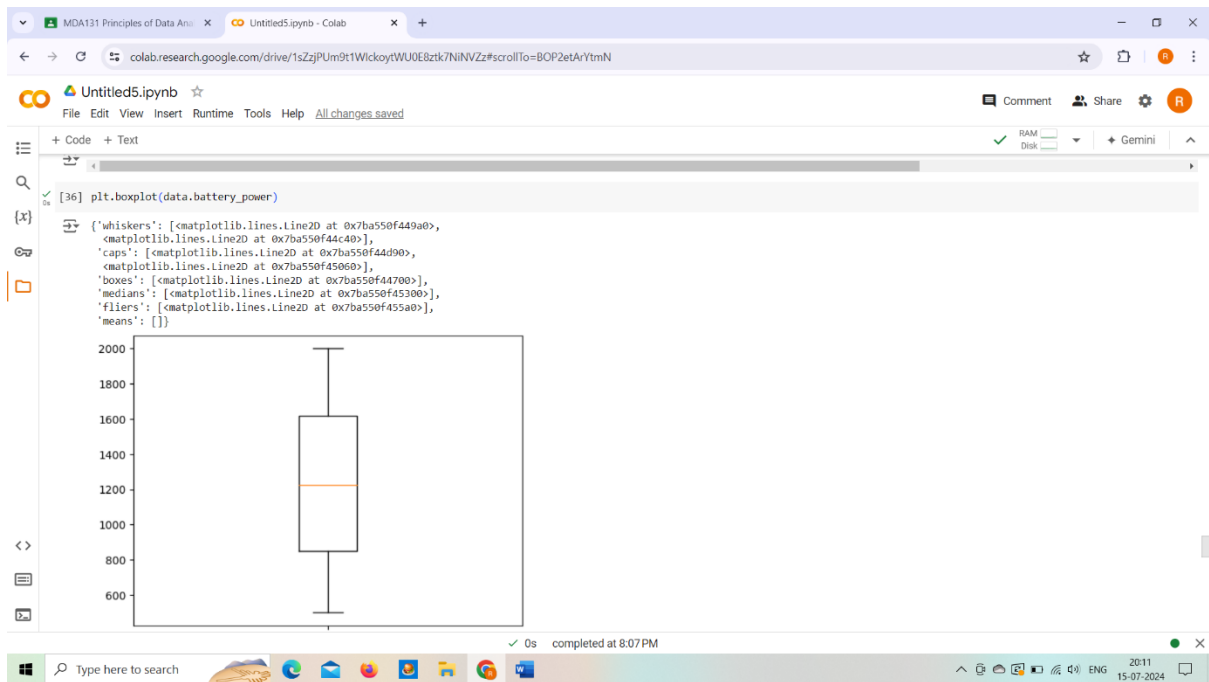 MDA131 Principles of Data Ana
Untitled5.ipynb - Colab
colab.research.google.com/drive/1sZzjPUm9t1WlckoytWU0E8ztk7NiNVZz#scrollTo=BOP2etArYtmN
R
Untitled5.ipynb
Comment
Share
R
File Edit View Insert Runtime Tools Help All changes saved
+ Code + Text
RAM
Disk
Gemini
0s
[36] plt.boxplot(data.battery_power)
{x}
{'whiskers': [<matplotlib.lines.Line2D at 0x7ba550f449a0>,
<matplotlib.lines.Line2D at 0x7ba550f44c40>],
'caps': [<matplotlib.lines.Line2D at 0x7ba550f44d90>,
<matplotlib.lines.Line2D at 0x7ba550f45060>],
'boxes': [<matplotlib.lines.Line2D at 0x7ba550f44700>],
'medians': [<matplotlib.lines.Line2D at 0x7ba550f45300>],
'fliers': [<matplotlib.lines.Line2D at 0x7ba550f455a0>],
'means': []}
2000
1800
1600
1400
1200
1000
800
600
0s completed at 8:07 PM
Type here to search
ENG
20:11
15-07-2024